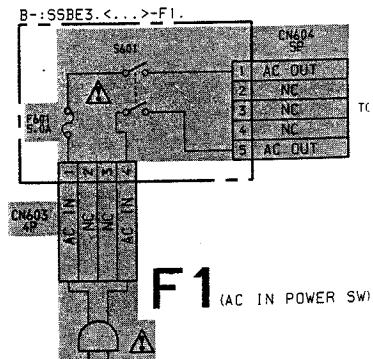 B-:SSBE3.<...>-F1.
S601
CN604
5P
1 AC OUT
2 NC
3 NC
4 NC
5 AC OUT
TO
F601
5.0A
1 2 3 4
AC IN NC NC AC IN
CN603
4P
F1 (AC IN POWER SW)